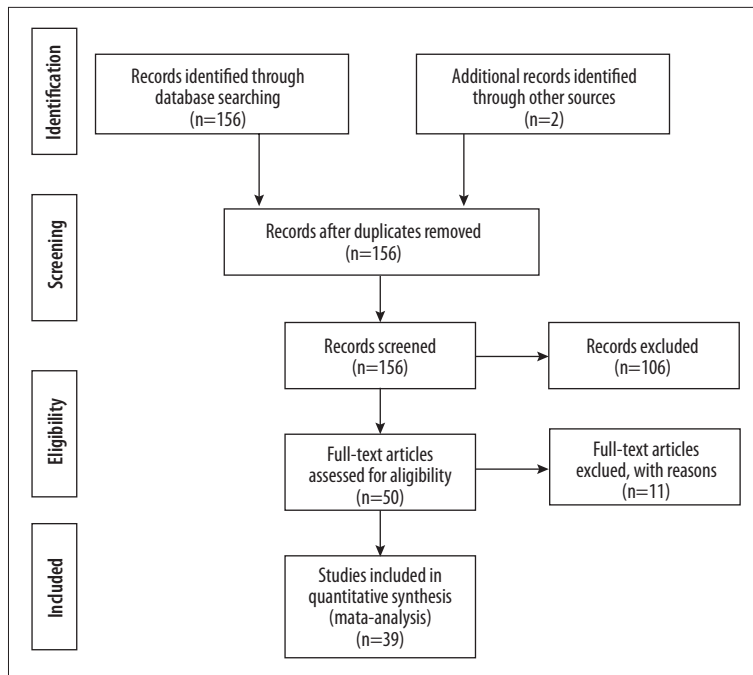 Identification
Records identified through
database searching
(n=156)
Additional records identified
through other sources
(n=2)
Screening
Records after duplicates removed
(n=156)
Records screened
(n=156)
Records excluded
(n=106)
Eligibility
Full-text articles
assessed for aligibility
(n=50)
Full-text articles
exclued, with reasons
(n=11)
Included
Studies included in
quantitative synthesis
(mata-analysis)
(n=39)